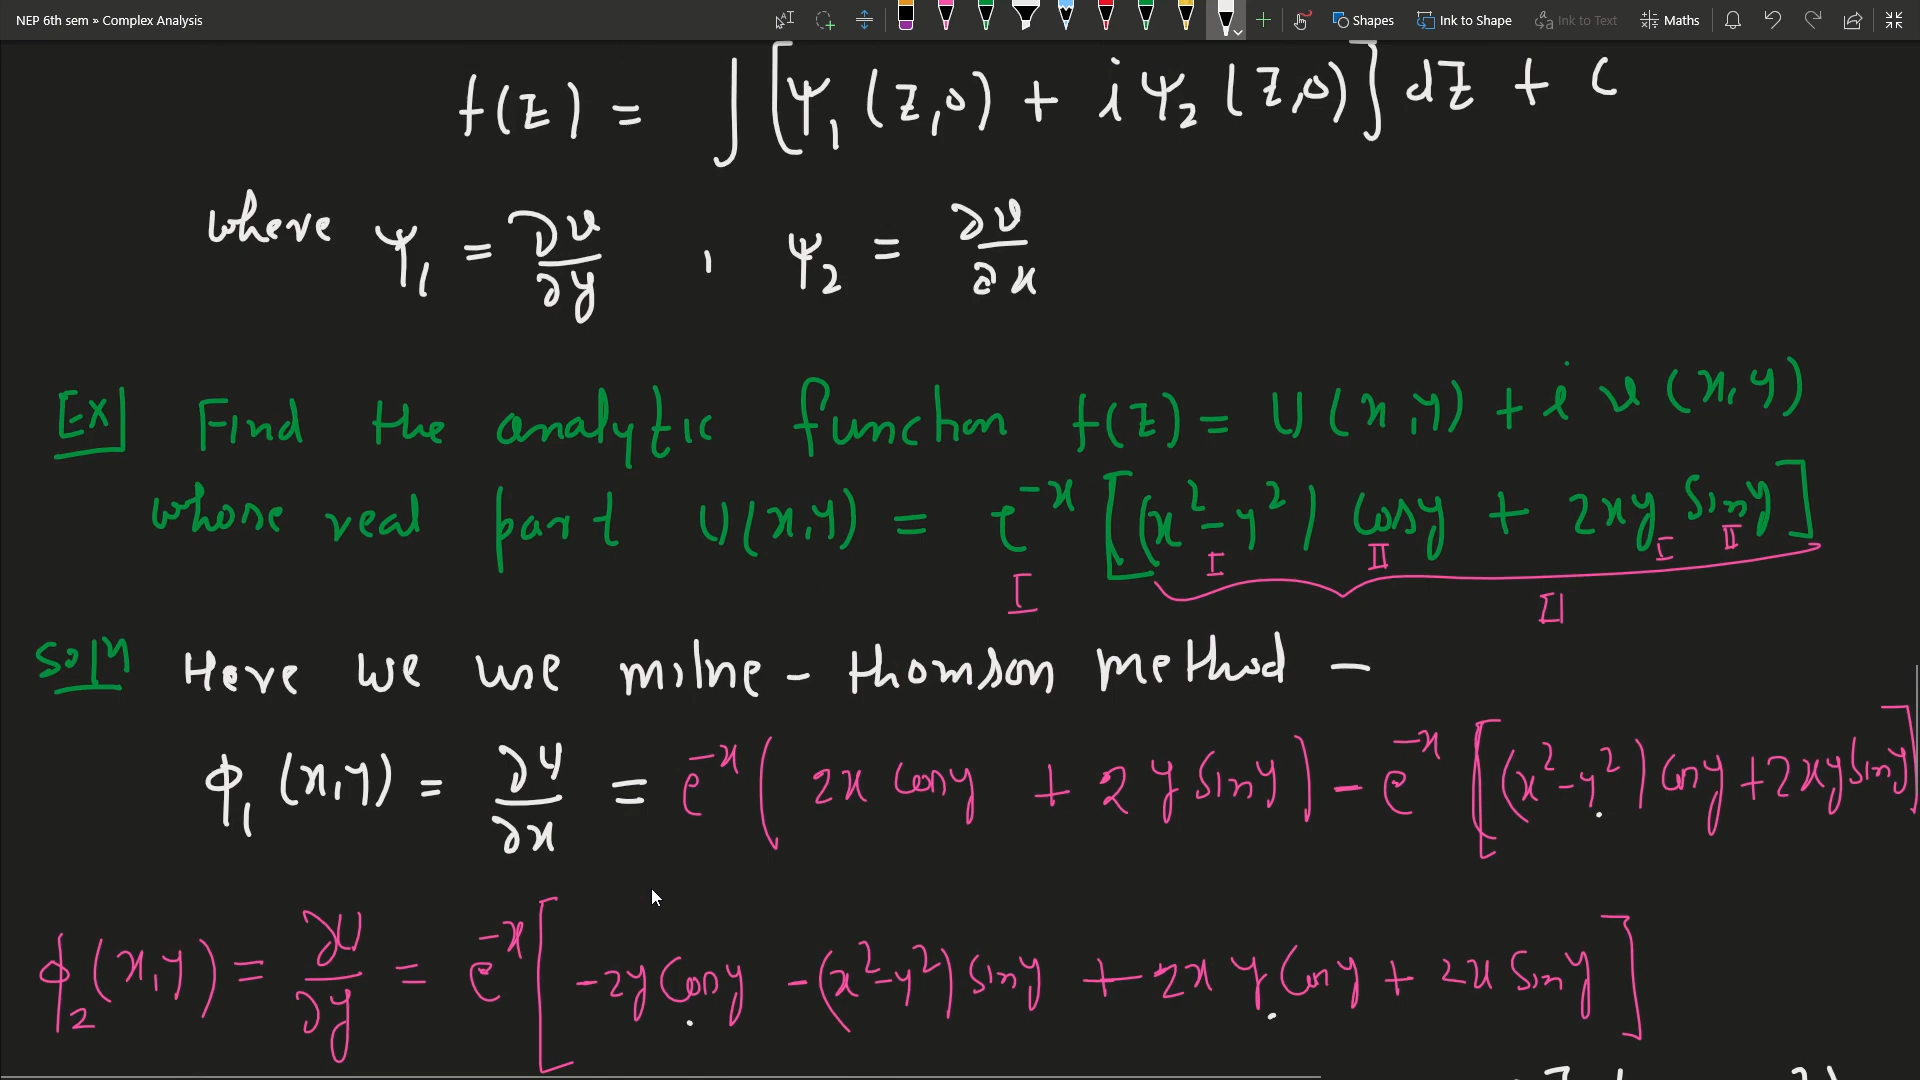 NEP 6th sem » Complex Analysis Shapes Ink to Shape Ink to Text Maths
f(z) = ∫ [ψ₁(z,0) + iψ₂(z,0)] dz + C
where ψ₁ = ∂v/∂y , ψ₂ = ∂v/∂x
Ex Find the analytic function f(z) = U(x,y) + i v(x,y)
whose real part U(x,y) = e^-x [(x²-y²) Cosy + 2xy Siny]
I II I II
I II
Soln Here we use milne - thomson method -
ϕ₁(x,y) = ∂u/∂x = e^-x (2x Cosy + 2y Siny) - e^-x [(x²-y²) Cosy + 2xy Siny]
ϕ₂(x,y) = ∂u/∂y = e^-x [-2y Cosy - (x²-y²) Siny + 2xy Cosy + 2x Siny]